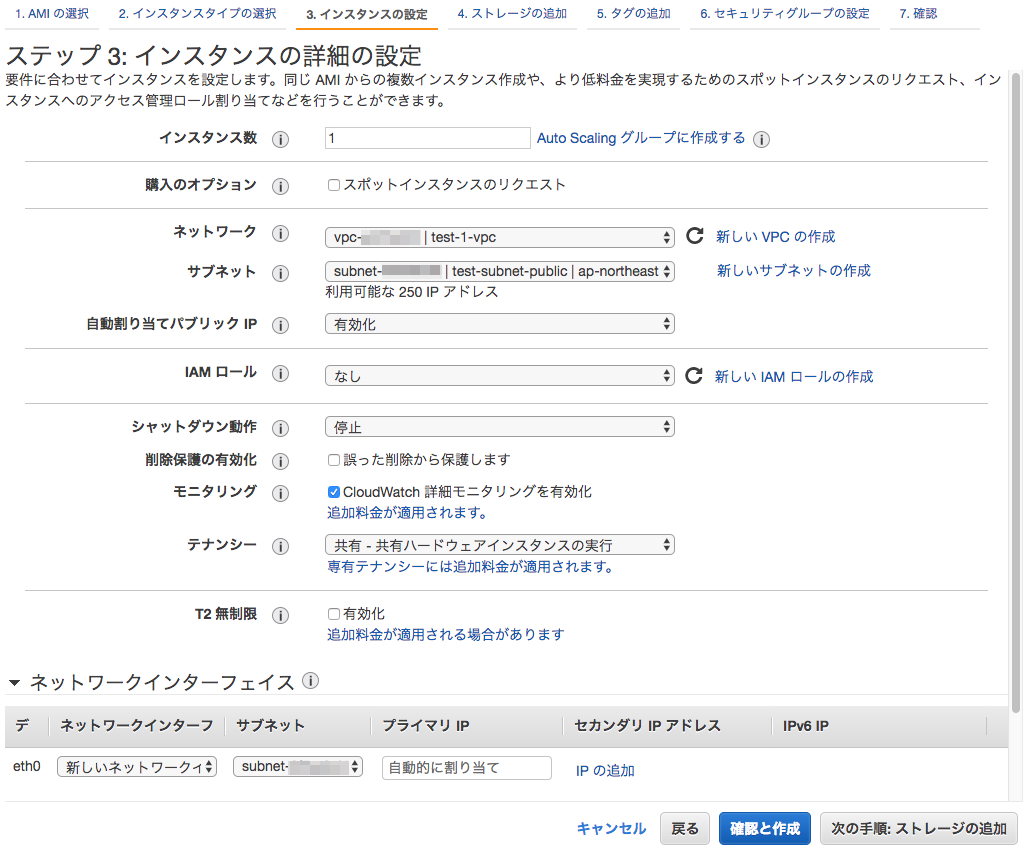 1. AMI の選択 2. インスタンスタイプの選択 3. インスタンスの設定 4. ストレージの追加 5. タグの追加 6. セキュリティグループの設定 7. 確認
ステップ 3: インスタンスの詳細の設定
要件に合わせてインスタンスを設定します。同じ AMI からの複数インスタンス作成や、より低料金を実現するためのスポットインスタンスのリクエスト、イン
スタンスへのアクセス管理ロール割り当てなどを行うことができます。
インスタンス数 1 Auto Scaling グループに作成する
購入のオプション スポットインスタンスのリクエスト
ネットワーク vpc- | test-1-vpc 新しい VPC の作成
サブネット subnet- | test-subnet-public | ap-northeast 新しいサブネットの作成
利用可能な 250 IP アドレス
自動割り当てパブリック IP 有効化
IAM ロール なし 新しい IAM ロールの作成
シャットダウン動作 停止
削除保護の有効化 誤った削除から保護します
モニタリング CloudWatch 詳細モニタリングを有効化
追加料金が適用されます。
テナンシー 共有 - 共有ハードウェアインスタンスの実行
専有テナンシーには追加料金が適用されます。
T2 無制限 有効化
追加料金が適用される場合があります
ネットワークインターフェイス
デ ネットワークインターフ サブネット プライマリ IP セカンダリ IP アドレス IPv6 IP
eth0 新しいネットワークイ subnet- 自動的に割り当て IP の追加
キャンセル 戻る 確認と作成 次の手順: ストレージの追加